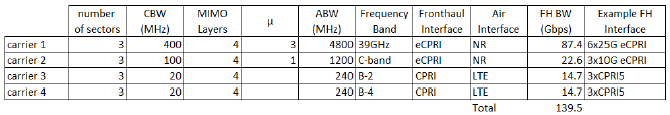 number of sectors CBW (MHz) MIMO Layers μ ABW (MHz) Frequency Band Fronthaul Interface Air Interface FH BW (Gbps) Example FH Interface
carrier 1 3 400 4 3 4800 39GHz eCPRI NR 87.4 6x25G eCPRI
carrier 2 3 100 4 1 1200 C-band eCPRI NR 22.6 3x10G eCPRI
carrier 3 3 20 4 240 B-2 CPRI LTE 14.7 3xCPRI5
carrier 4 3 20 4 240 B-4 CPRI LTE 14.7 3xCPRI5
Total 139.5